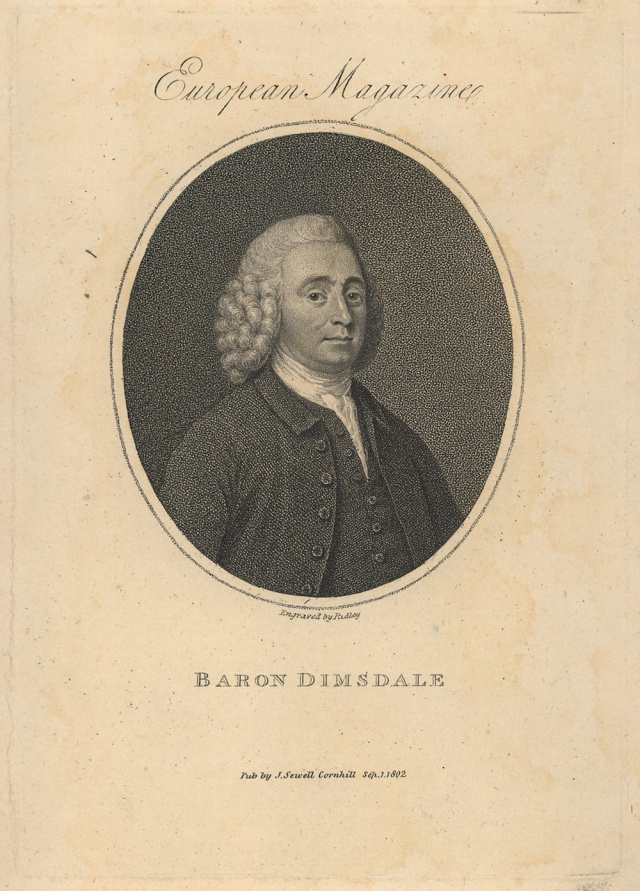 European Magazine
Engraved by Ridley
BARON DIMSDALE
Pub by J. Sewell Cornhill Sep. 1. 1802